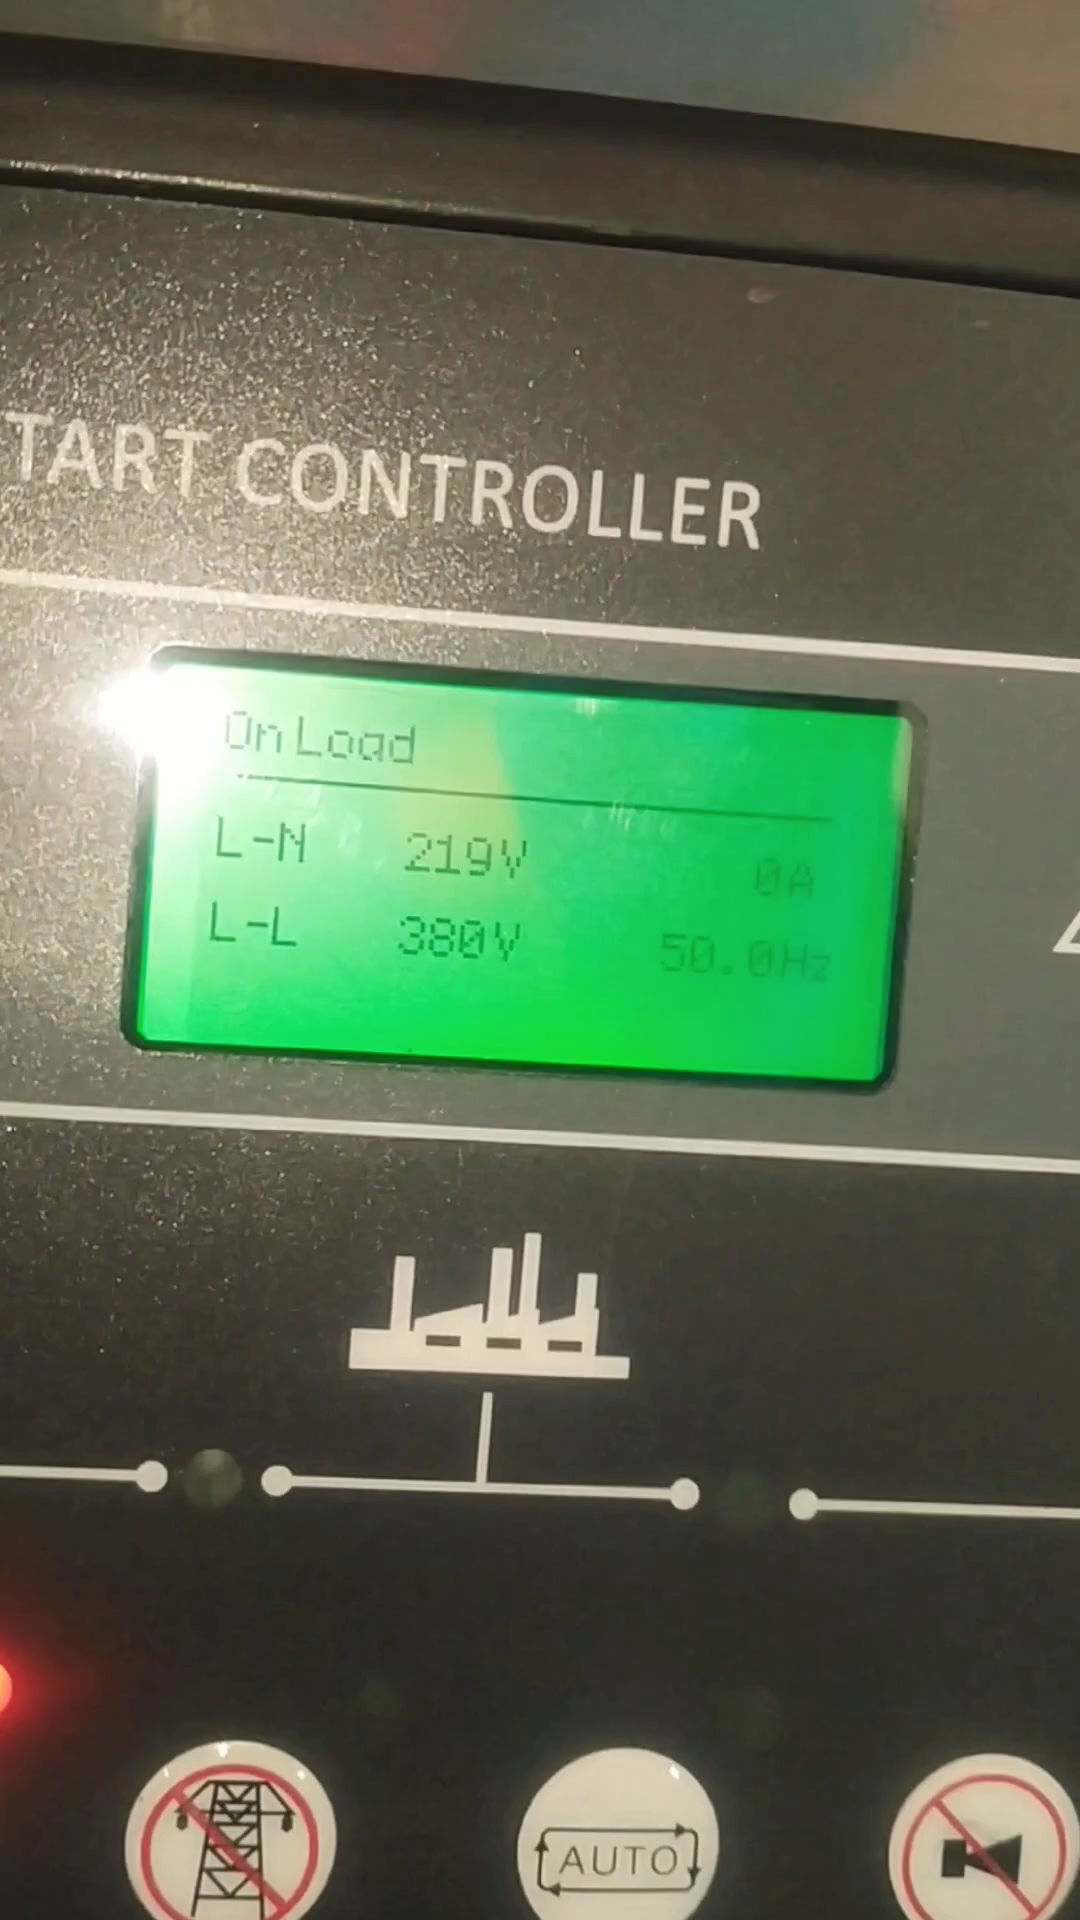 TART CONTROLLER
On Load
L-N 219V 0A
L-L 380V 50.0Hz
AUTO